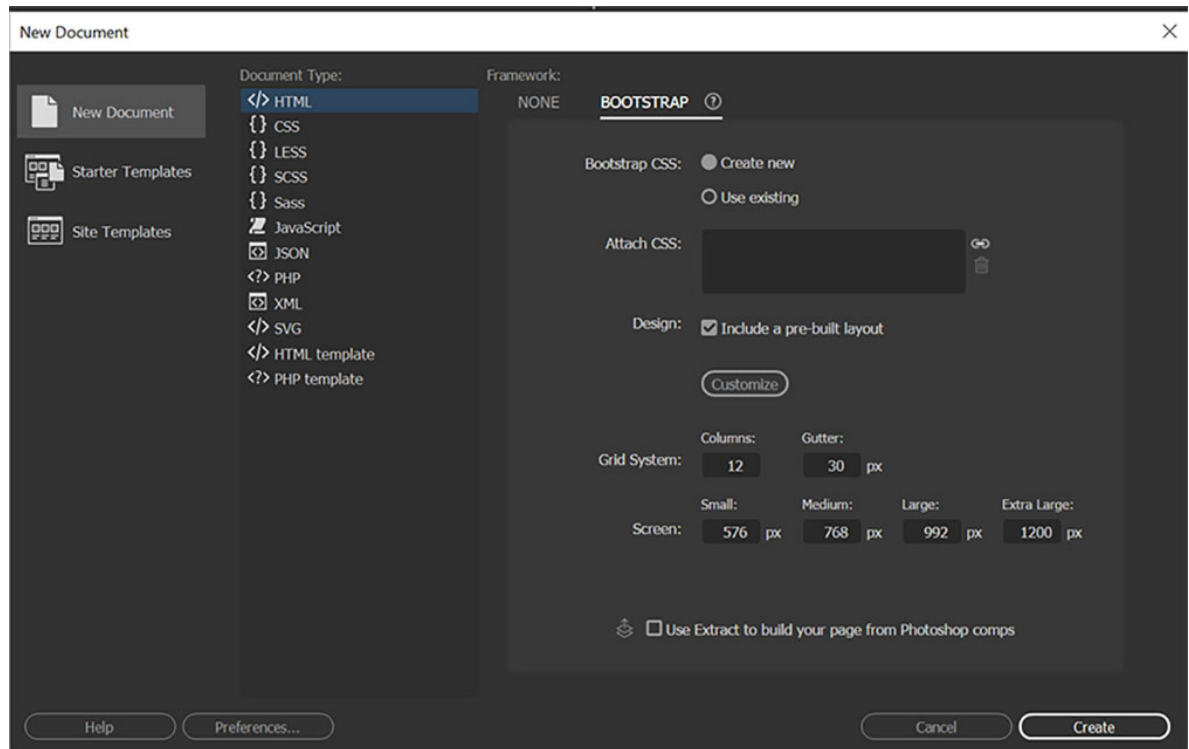 New Document
New Document
Starter Templates
Site Templates
Document Type:
</> HTML
{} CSS
{} LESS
{} SCSS
{} Sass
JavaScript
JSON
<?> PHP
XML
</> SVG
</> HTML template
<?> PHP template
Framework:
NONE BOOTSTRAP ?
Bootstrap CSS: Create new
Use existing
Attach CSS:
Design: Include a pre-built layout
Customize
Columns: Gutter:
Grid System: 12 30 px
Small: Medium: Large: Extra Large:
Screen: 576 px 768 px 992 px 1200 px
Use Extract to build your page from Photoshop comps
Help Preferences... Cancel Create